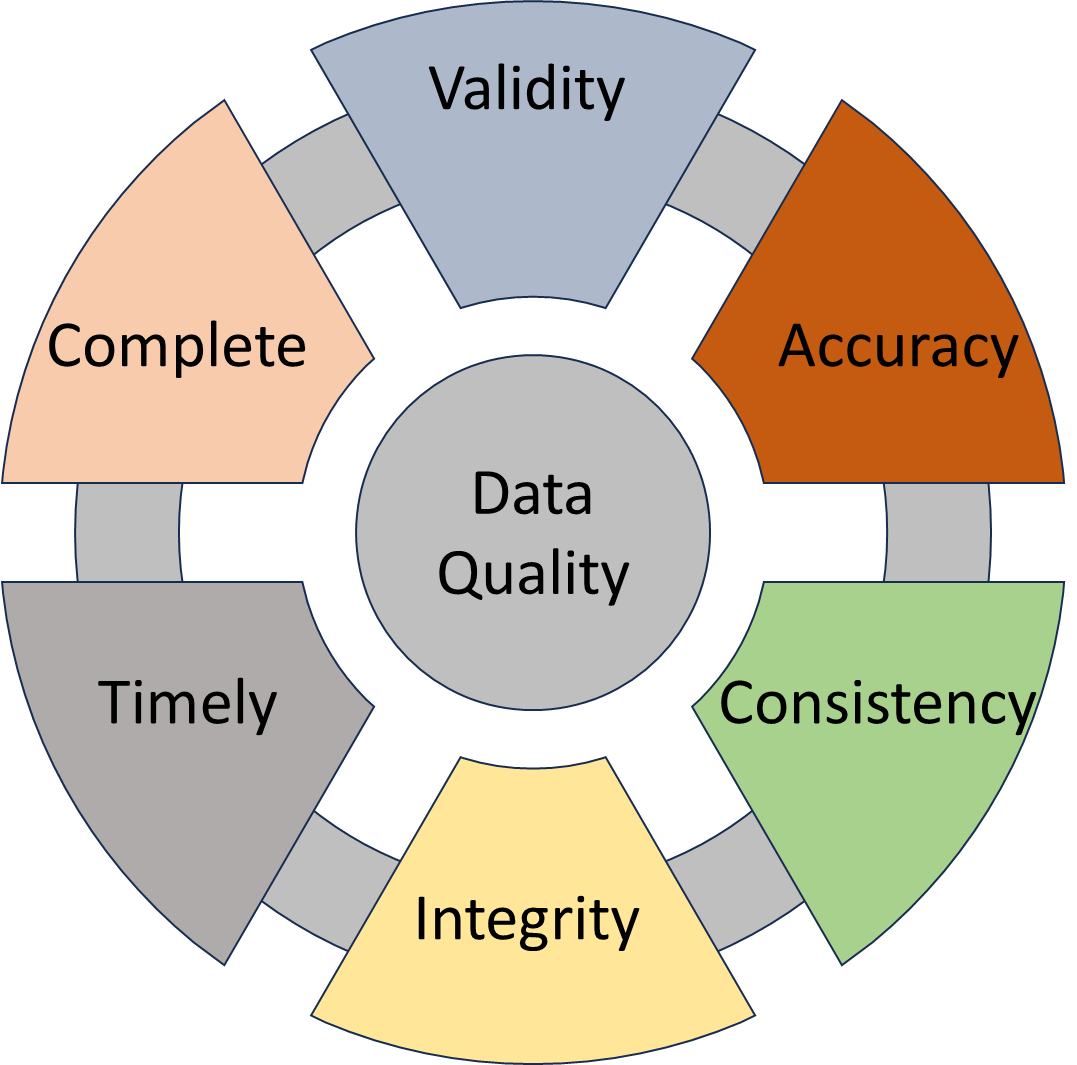 Validity
Accuracy
Complete
Data
Quality
Timely
Consistency
Integrity